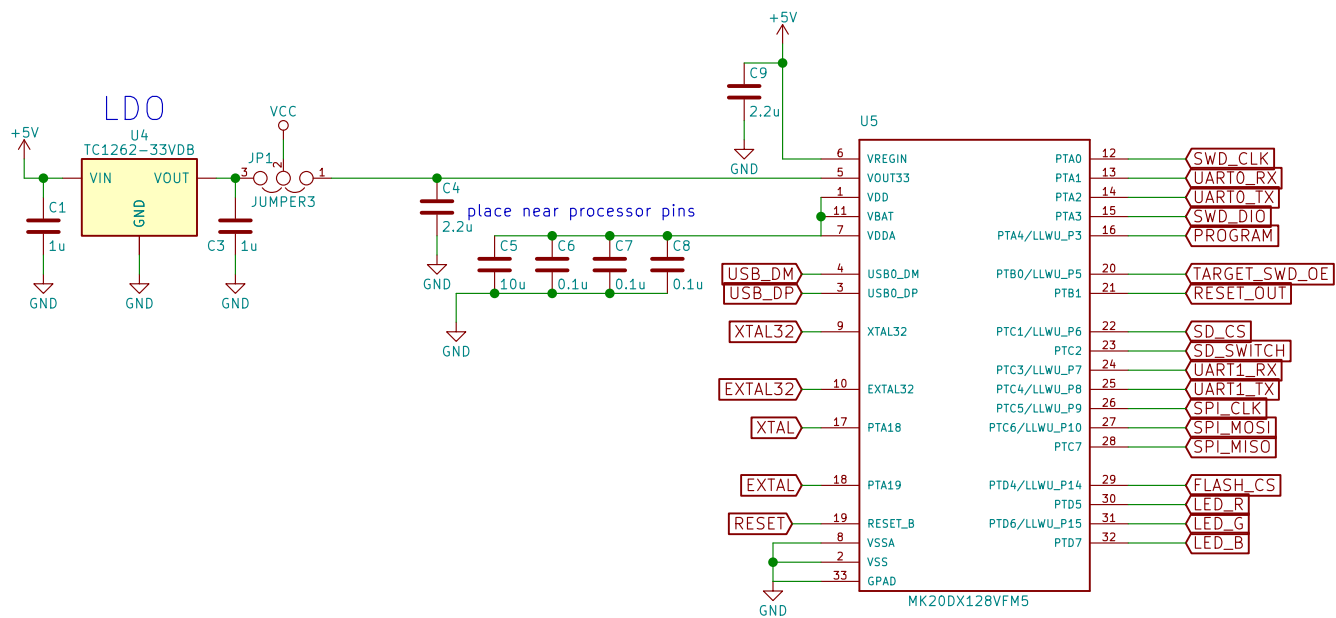 +5V
C9
2.2u
GND
LDO
+5V
U4
TC1262-33VDB
VIN
VOUT
GND
C1
1u
GND
GND
C3
1u
GND
VCC
JP1
3
2
1
JUMPER3
C4
2.2u
GND
place near processor pins
C5
10u
C6
0.1u
C7
0.1u
C8
0.1u
GND
U5
6 VREGIN
5 VOUT33
1 VDD
11 VBAT
7 VDDA
USB_DM 4 USB0_DM
USB_DP 3 USB0_DP
XTAL32 9 XTAL32
EXTAL32 10 EXTAL32
XTAL 17 PTA18
EXTAL 18 PTA19
RESET 19 RESET_B
8 VSSA
2 VSS
33 GPAD
GND
PTA0 12 SWD_CLK
PTA1 13 UART0_RX
PTA2 14 UART0_TX
PTA3 15 SWD_DIO
PTA4/LLWU_P3 16 PROGRAM
PTB0/LLWU_P5 20 TARGET_SWD_OE
PTB1 21 RESET_OUT
PTC1/LLWU_P6 22 SD_CS
PTC2 23 SD_SWITCH
PTC3/LLWU_P7 24 UART1_RX
PTC4/LLWU_P8 25 UART1_TX
PTC5/LLWU_P9 26 SPI_CLK
PTC6/LLWU_P10 27 SPI_MOSI
PTC7 28 SPI_MISO
PTD4/LLWU_P14 29 FLASH_CS
PTD5 30 LED_R
PTD6/LLWU_P15 31 LED_G
PTD7 32 LED_B
MK20DX128VFM5